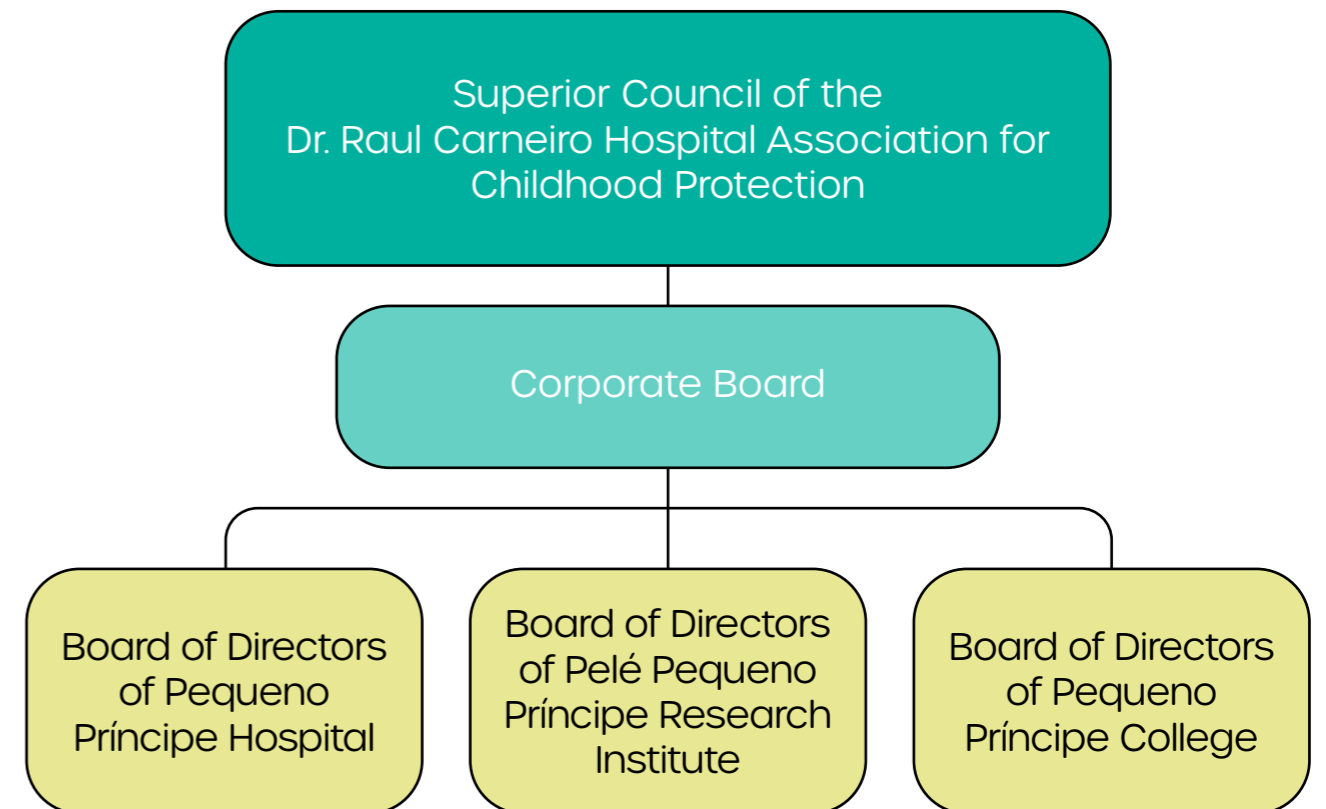 Superior Council of the
Dr. Raul Carneiro Hospital Association for
Childhood Protection
Corporate Board
Board of Directors
of Pequeno
Príncipe Hospital
Board of Directors
of Pelé Pequeno
Príncipe Research
Institute
Board of Directors
of Pequeno
Príncipe College